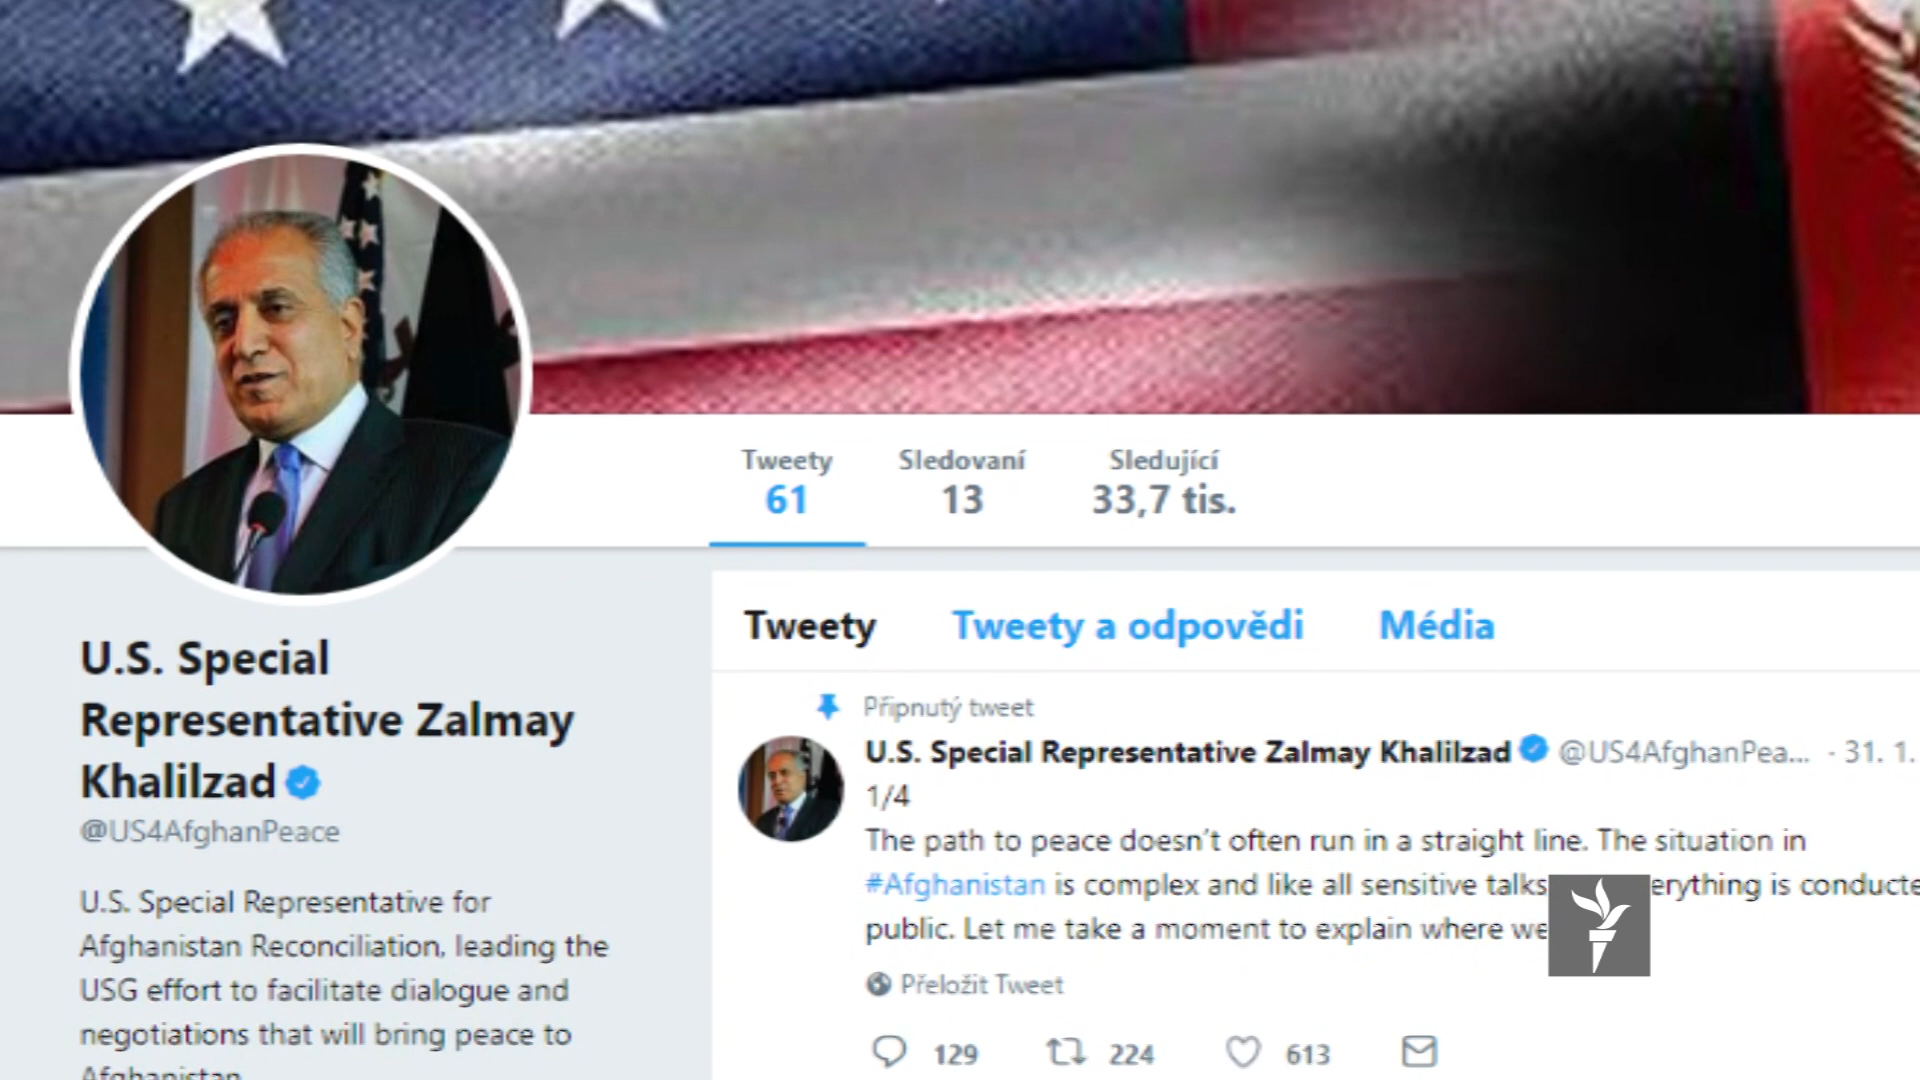 Tweety
61
Sledovaní
13
Sledující
33,7 tis.
U.S. Special
Representative Zalmay
Khalilzad
@US4AfghanPeace
U.S. Special Representative for
Afghanistan Reconciliation, leading the
USG effort to facilitate dialogue and
negotiations that will bring peace to
Afghanistan
Tweety Tweety a odpovědi Média
Připnutý tweet
U.S. Special Representative Zalmay Khalilzad @US4AfghanPea... · 31. 1.
1/4
The path to peace doesn't often run in a straight line. The situation in
#Afghanistan is complex and like all sensitive talks is
public. Let me take a moment to explain where we
Přeložit Tweet
129 224 613